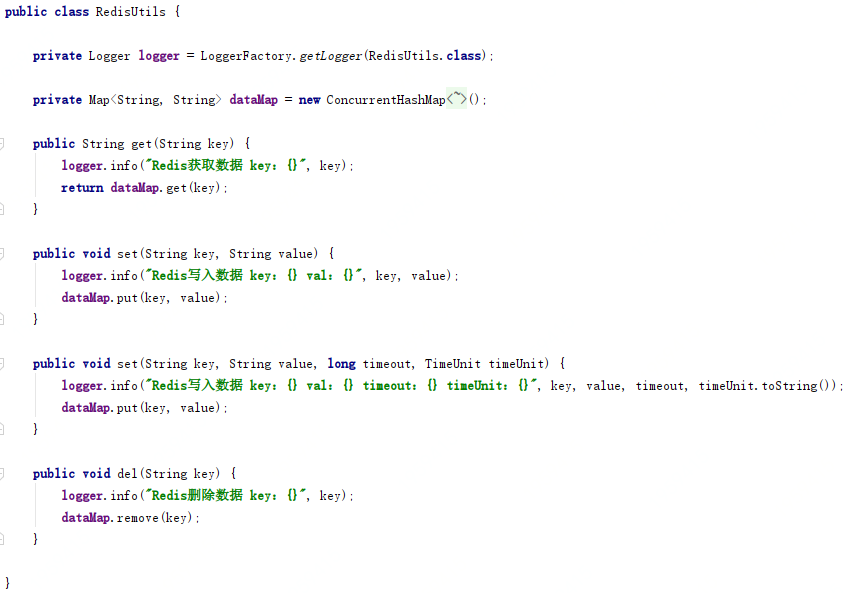 public class RedisUtils {
private Logger logger = LoggerFactory.getLogger(RedisUtils.class);
private Map<String, String> dataMap = new ConcurrentHashMap<~>();
public String get(String key) {
logger.info("Redis获取数据 key: {}", key);
return dataMap.get(key);
}
public void set(String key, String value) {
logger.info("Redis写入数据 key: {} val: {}", key, value);
dataMap.put(key, value);
}
public void set(String key, String value, long timeout, TimeUnit timeUnit) {
logger.info("Redis写入数据 key: {} val: {} timeout: {} timeUnit: {}", key, value, timeout, timeUnit.toString());
dataMap.put(key, value);
}
public void del(String key) {
logger.info("Redis删除数据 key: {}", key);
dataMap.remove(key);
}
}